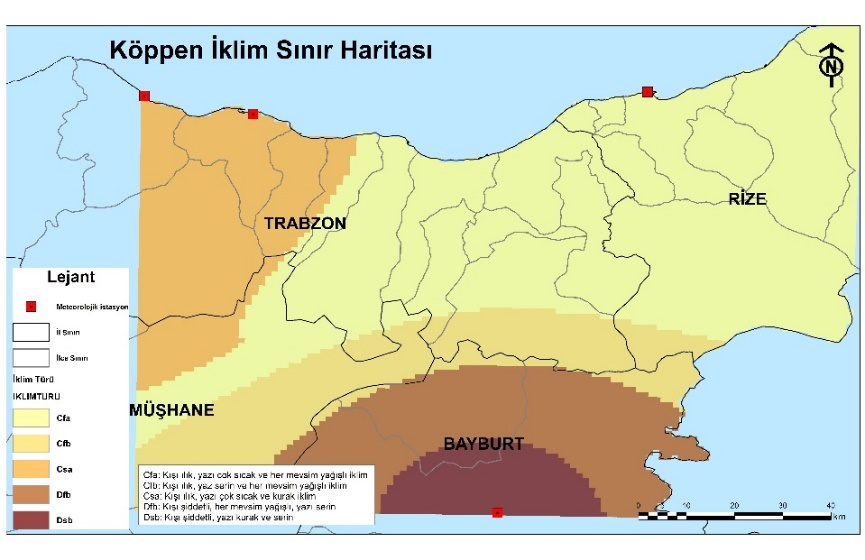 Köppen İklim Sınır Haritası
N
RİZE
TRABZON
Lejant
Meteorolojik istasyon
İl Sınırı
İlçe Sınırı
İklim Türü
IKLIMTURU
Cfa
Cfb
Csa
Dfb
Dsb
MÜŞHANE
BAYBURT
Cfa: Kışı ılık, yazı çok sıcak ve her mevsim yağışlı iklim
Cfb: Kışı ılık, yaz serin ve her mevsim yağışlı iklim
Csa: Kışı ılık, yazı çok sıcak ve kurak iklim
Dfb: Kışı şiddetli, her mevsim yağışlı, yazı serin
Dsb: Kışı şiddetli, yazı kurak ve serin
0 5 10 20 30 40
km